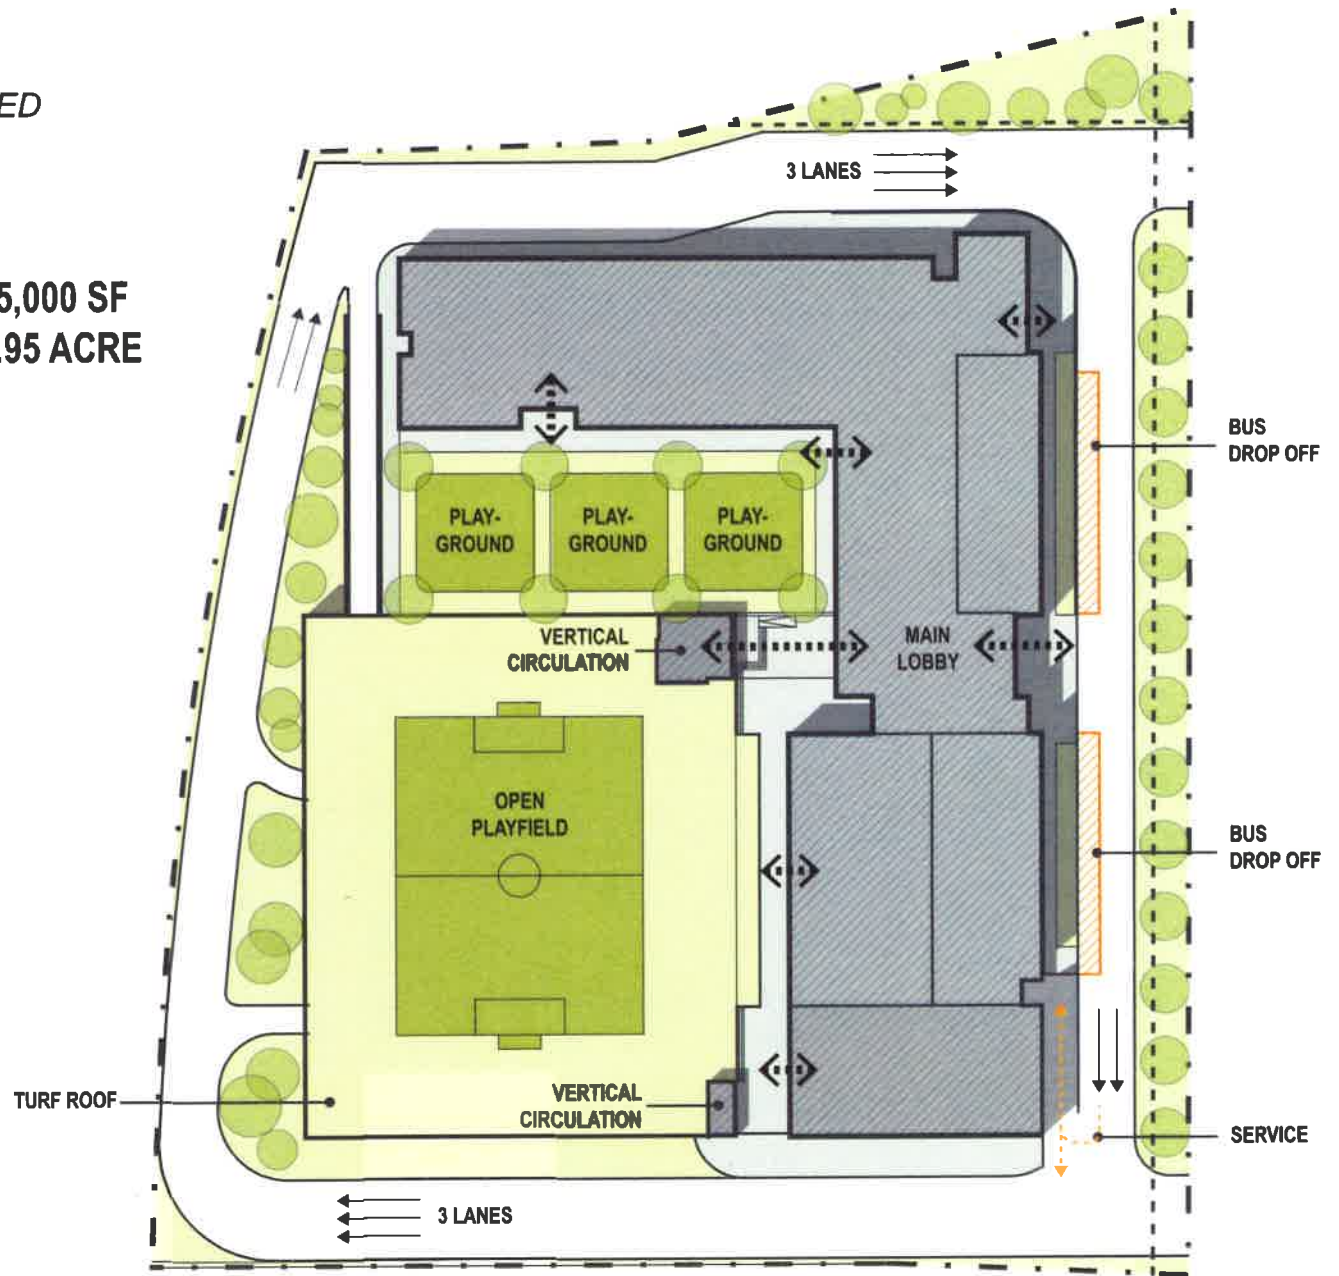 ED
5,000 SF
.95 ACRE
3 LANES
BUS
DROP OFF
PLAY-
GROUND
PLAY-
GROUND
PLAY-
GROUND
VERTICAL
CIRCULATION
MAIN
LOBBY
OPEN
PLAYFIELD
BUS
DROP OFF
TURF ROOF
VERTICAL
CIRCULATION
SERVICE
3 LANES